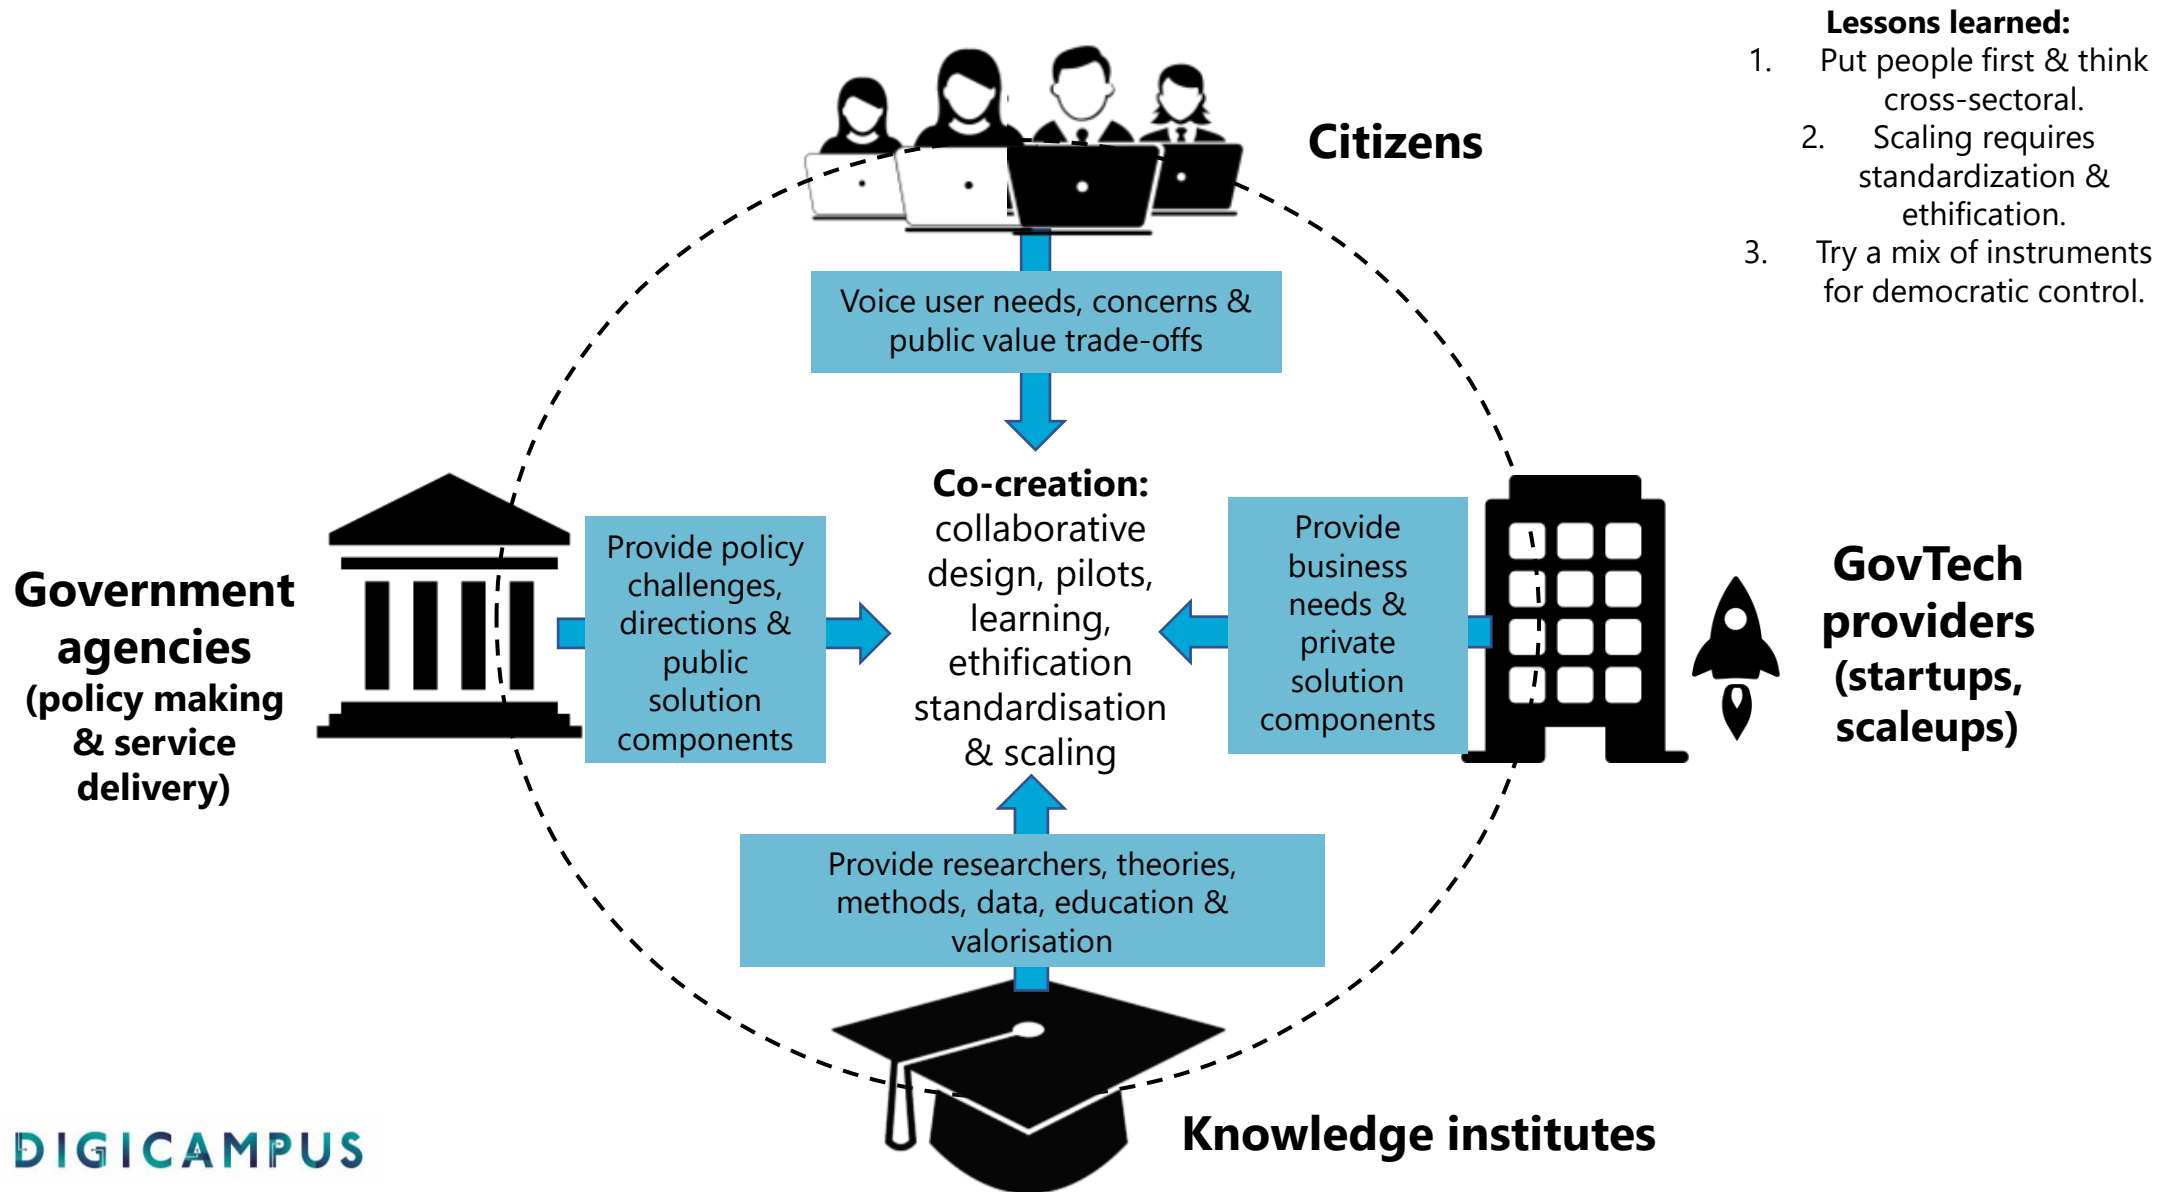 Lessons learned:
1. Put people first & think
cross-sectoral.
2. Scaling requires
standardization &
ethification.
3. Try a mix of instruments
for democratic control.
Citizens
Voice user needs, concerns &
public value trade-offs
Government
agencies
(policy making
& service
delivery)
Provide policy
challenges,
directions &
public
solution
components
Co-creation:
collaborative
design, pilots,
learning,
ethification
standardisation
& scaling
Provide
business
needs &
private
solution
components
GovTech
providers
(startups,
scaleups)
Provide researchers, theories,
methods, data, education &
valorisation
Knowledge institutes
DIGICAMPUS